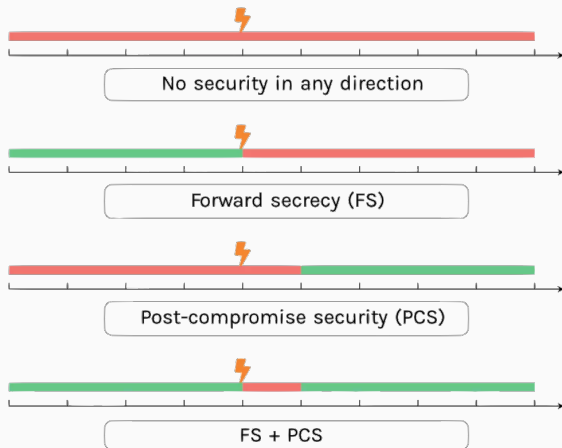 No security in any direction
Forward secrecy (FS)
Post-compromise security (PCS)
FS + PCS